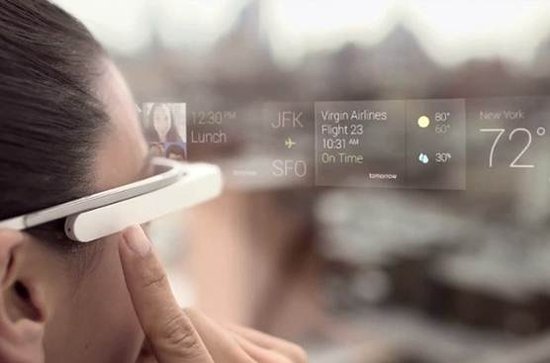 12:30 PM
Lunch
JFK
SFO
Virgin Airlines
Flight 23
10:31 AM
On Time
tomorrow
80°
60°
30%
New York
72°